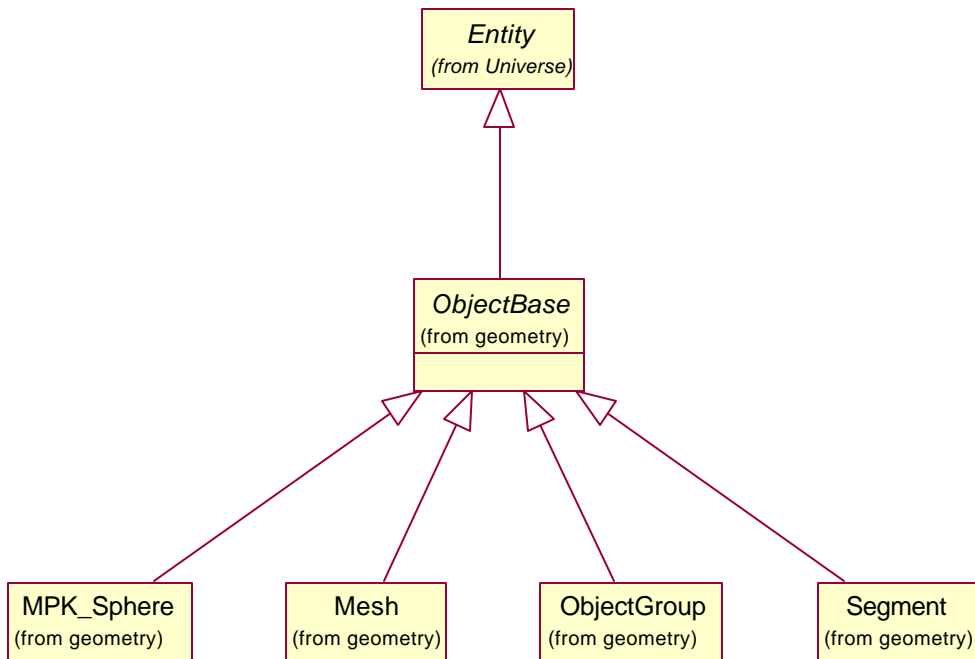 Entity
(from Universe)
ObjectBase
(from geometry)
MPK_Sphere
(from geometry)
Mesh
(from geometry)
ObjectGroup
(from geometry)
Segment
(from geometry)